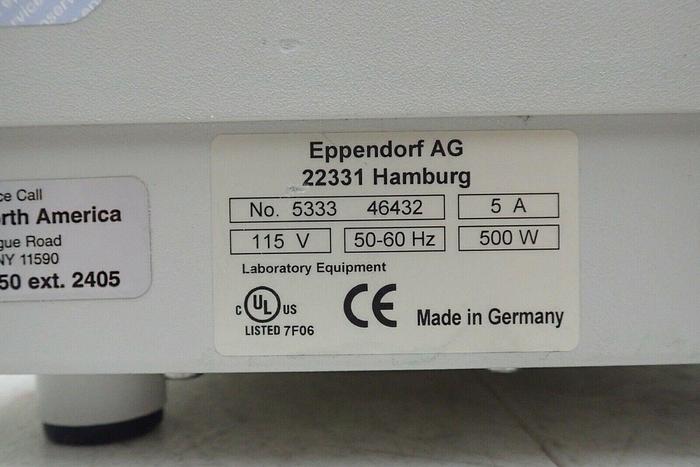 ce Call
rth America
gue Road
NY 11590
50 ext. 2405
Eppendorf AG
22331 Hamburg
No. 5333 46432
5 A
115 V
50-60 Hz
500 W
Laboratory Equipment
C UL US
LISTED 7F06
CE
Made in Germany